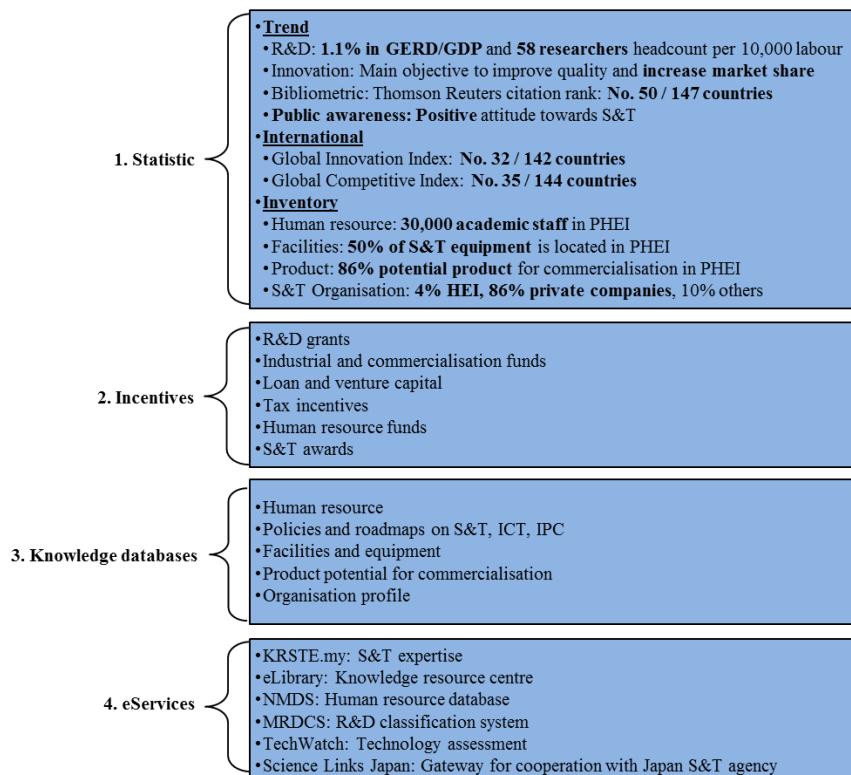 1. Statistic
•Trend
•R&D: 1.1% in GERD/GDP and 58 researchers headcount per 10,000 labour
•Innovation: Main objective to improve quality and increase market share
•Bibliometric: Thomson Reuters citation rank: No. 50 / 147 countries
•Public awareness: Positive attitude towards S&T
•International
•Global Innovation Index: No. 32 / 142 countries
•Global Competitive Index: No. 35 / 144 countries
•Inventory
•Human resource: 30,000 academic staff in PHEI
•Facilities: 50% of S&T equipment is located in PHEI
•Product: 86% potential product for commercialisation in PHEI
•S&T Organisation: 4% HEI, 86% private companies, 10% others
2. Incentives
•R&D grants
•Industrial and commercialisation funds
•Loan and venture capital
•Tax incentives
•Human resource funds
•S&T awards
3. Knowledge databases
•Human resource
•Policies and roadmaps on S&T, ICT, IPC
•Facilities and equipment
•Product potential for commercialisation
•Organisation profile
4. eServices
•KRSTE.my: S&T expertise
•eLibrary: Knowledge resource centre
•NMDS: Human resource database
•MRDCS: R&D classification system
•TechWatch: Technology assessment
•Science Links Japan: Gateway for cooperation with Japan S&T agency